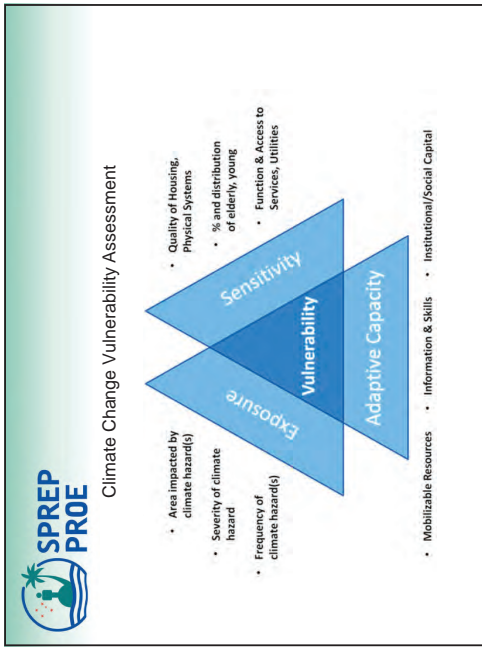 SPREP
PROE
Climate Change Vulnerability Assessment
• Area impacted by
climate hazard(s)
• Severity of climate
hazard
• Frequency of
climate hazard(s)
Exposure
Sensitivity
Vulnerability
Adaptive Capacity
• Quality of Housing,
Physical Systems
• % and distribution
of elderly, young
• Function & Access to
Services, Utilities
• Mobilizable Resources
• Information & Skills
• Institutional/Social Capital